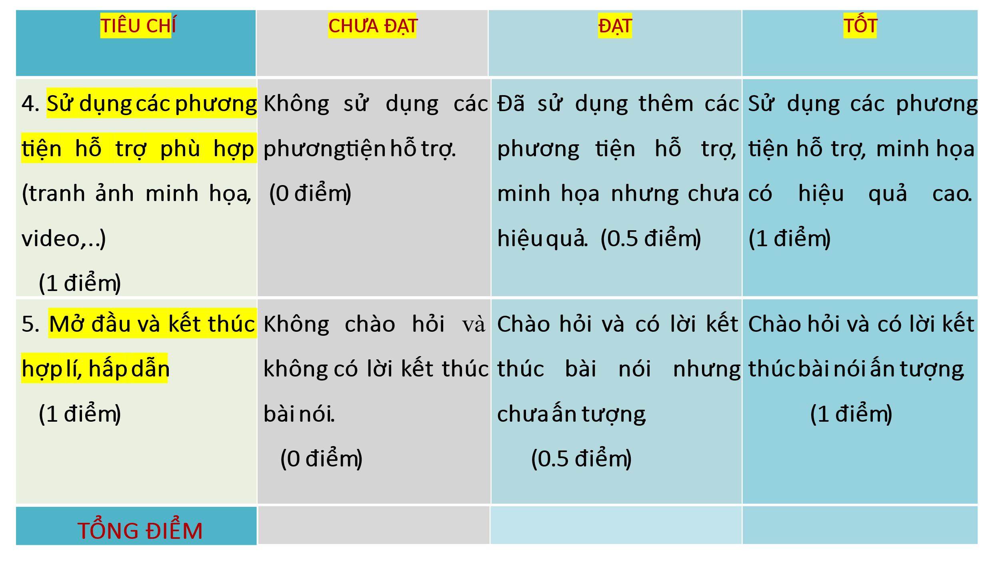 TIÊU CHÍ
CHƯA ĐẠT
ĐẠT
TỐT
4. Sử dụng các phương
tiện hỗ trợ phù hợp
(tranh ảnh minh họa,
video,…)
(1 điểm)
Không sử dụng các
phương tiện hỗ trợ.
(0 điểm)
Đã sử dụng thêm các
phương tiện hỗ trợ,
minh họa nhưng chưa
hiệu quả. (0.5 điểm)
Sử dụng các phương
tiện hỗ trợ, minh họa
có hiệu quả cao.
(1 điểm)
5. Mở đầu và kết thúc
hợp lí, hấp dẫn
(1 điểm)
Không chào hỏi và
không có lời kết thúc
bài nói.
(0 điểm)
Chào hỏi và có lời kết
thúc bài nói nhưng
chưa ấn tượng.
(0.5 điểm)
Chào hỏi và có lời kết
thúc bài nói ấn tượng.
(1 điểm)
TỔNG ĐIỂM